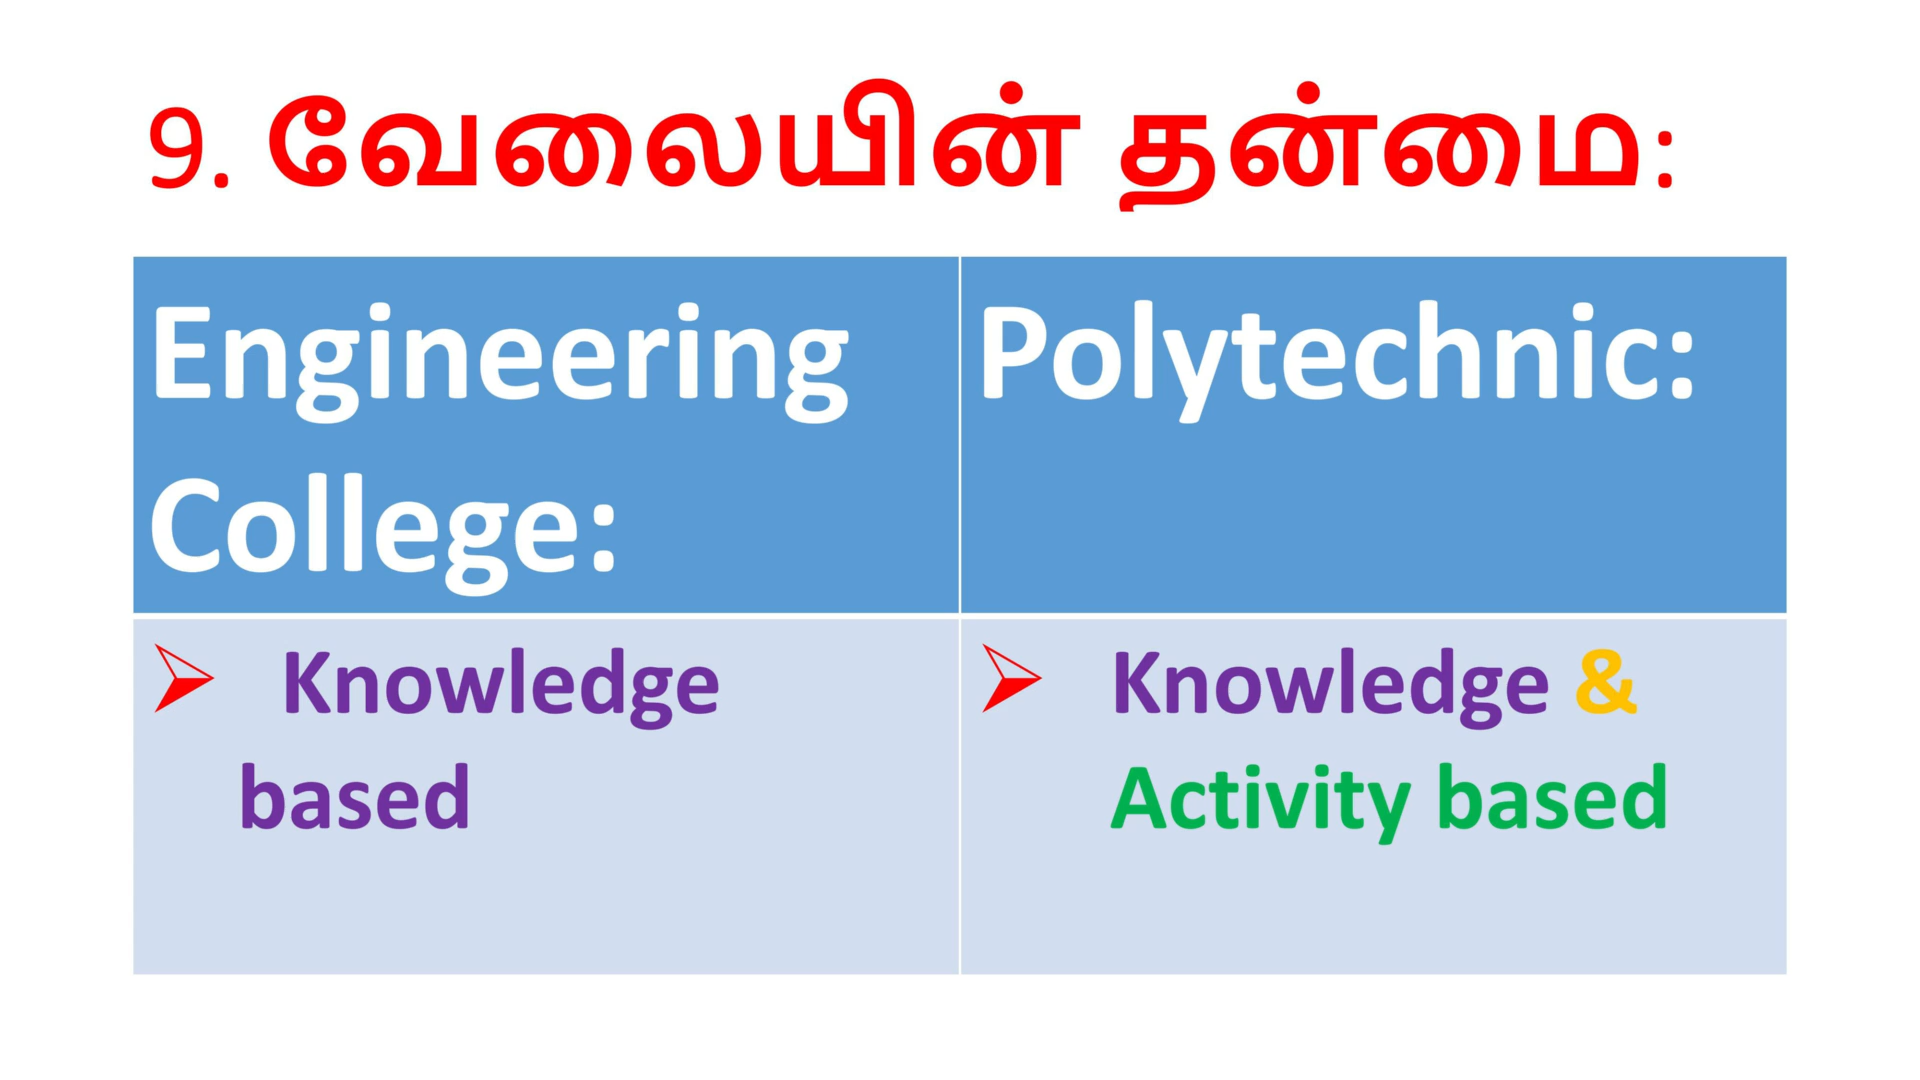 9. வேலையின் தன்மை:
Engineering
College:
Polytechnic:
➢ Knowledge
based
➢ Knowledge &
Activity based